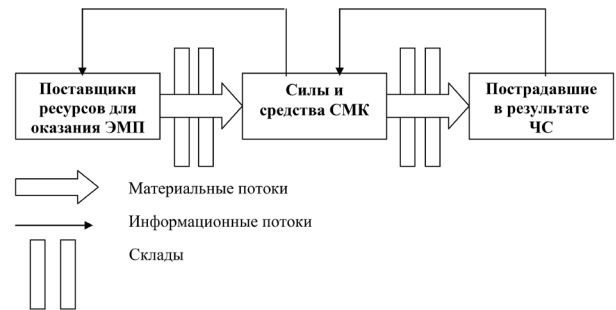 Поставщики
ресурсов для
оказания ЭМП
Силы и
средства СМК
Пострадавшие
в результате
ЧС
Материальные потоки
Информационные потоки
Склады